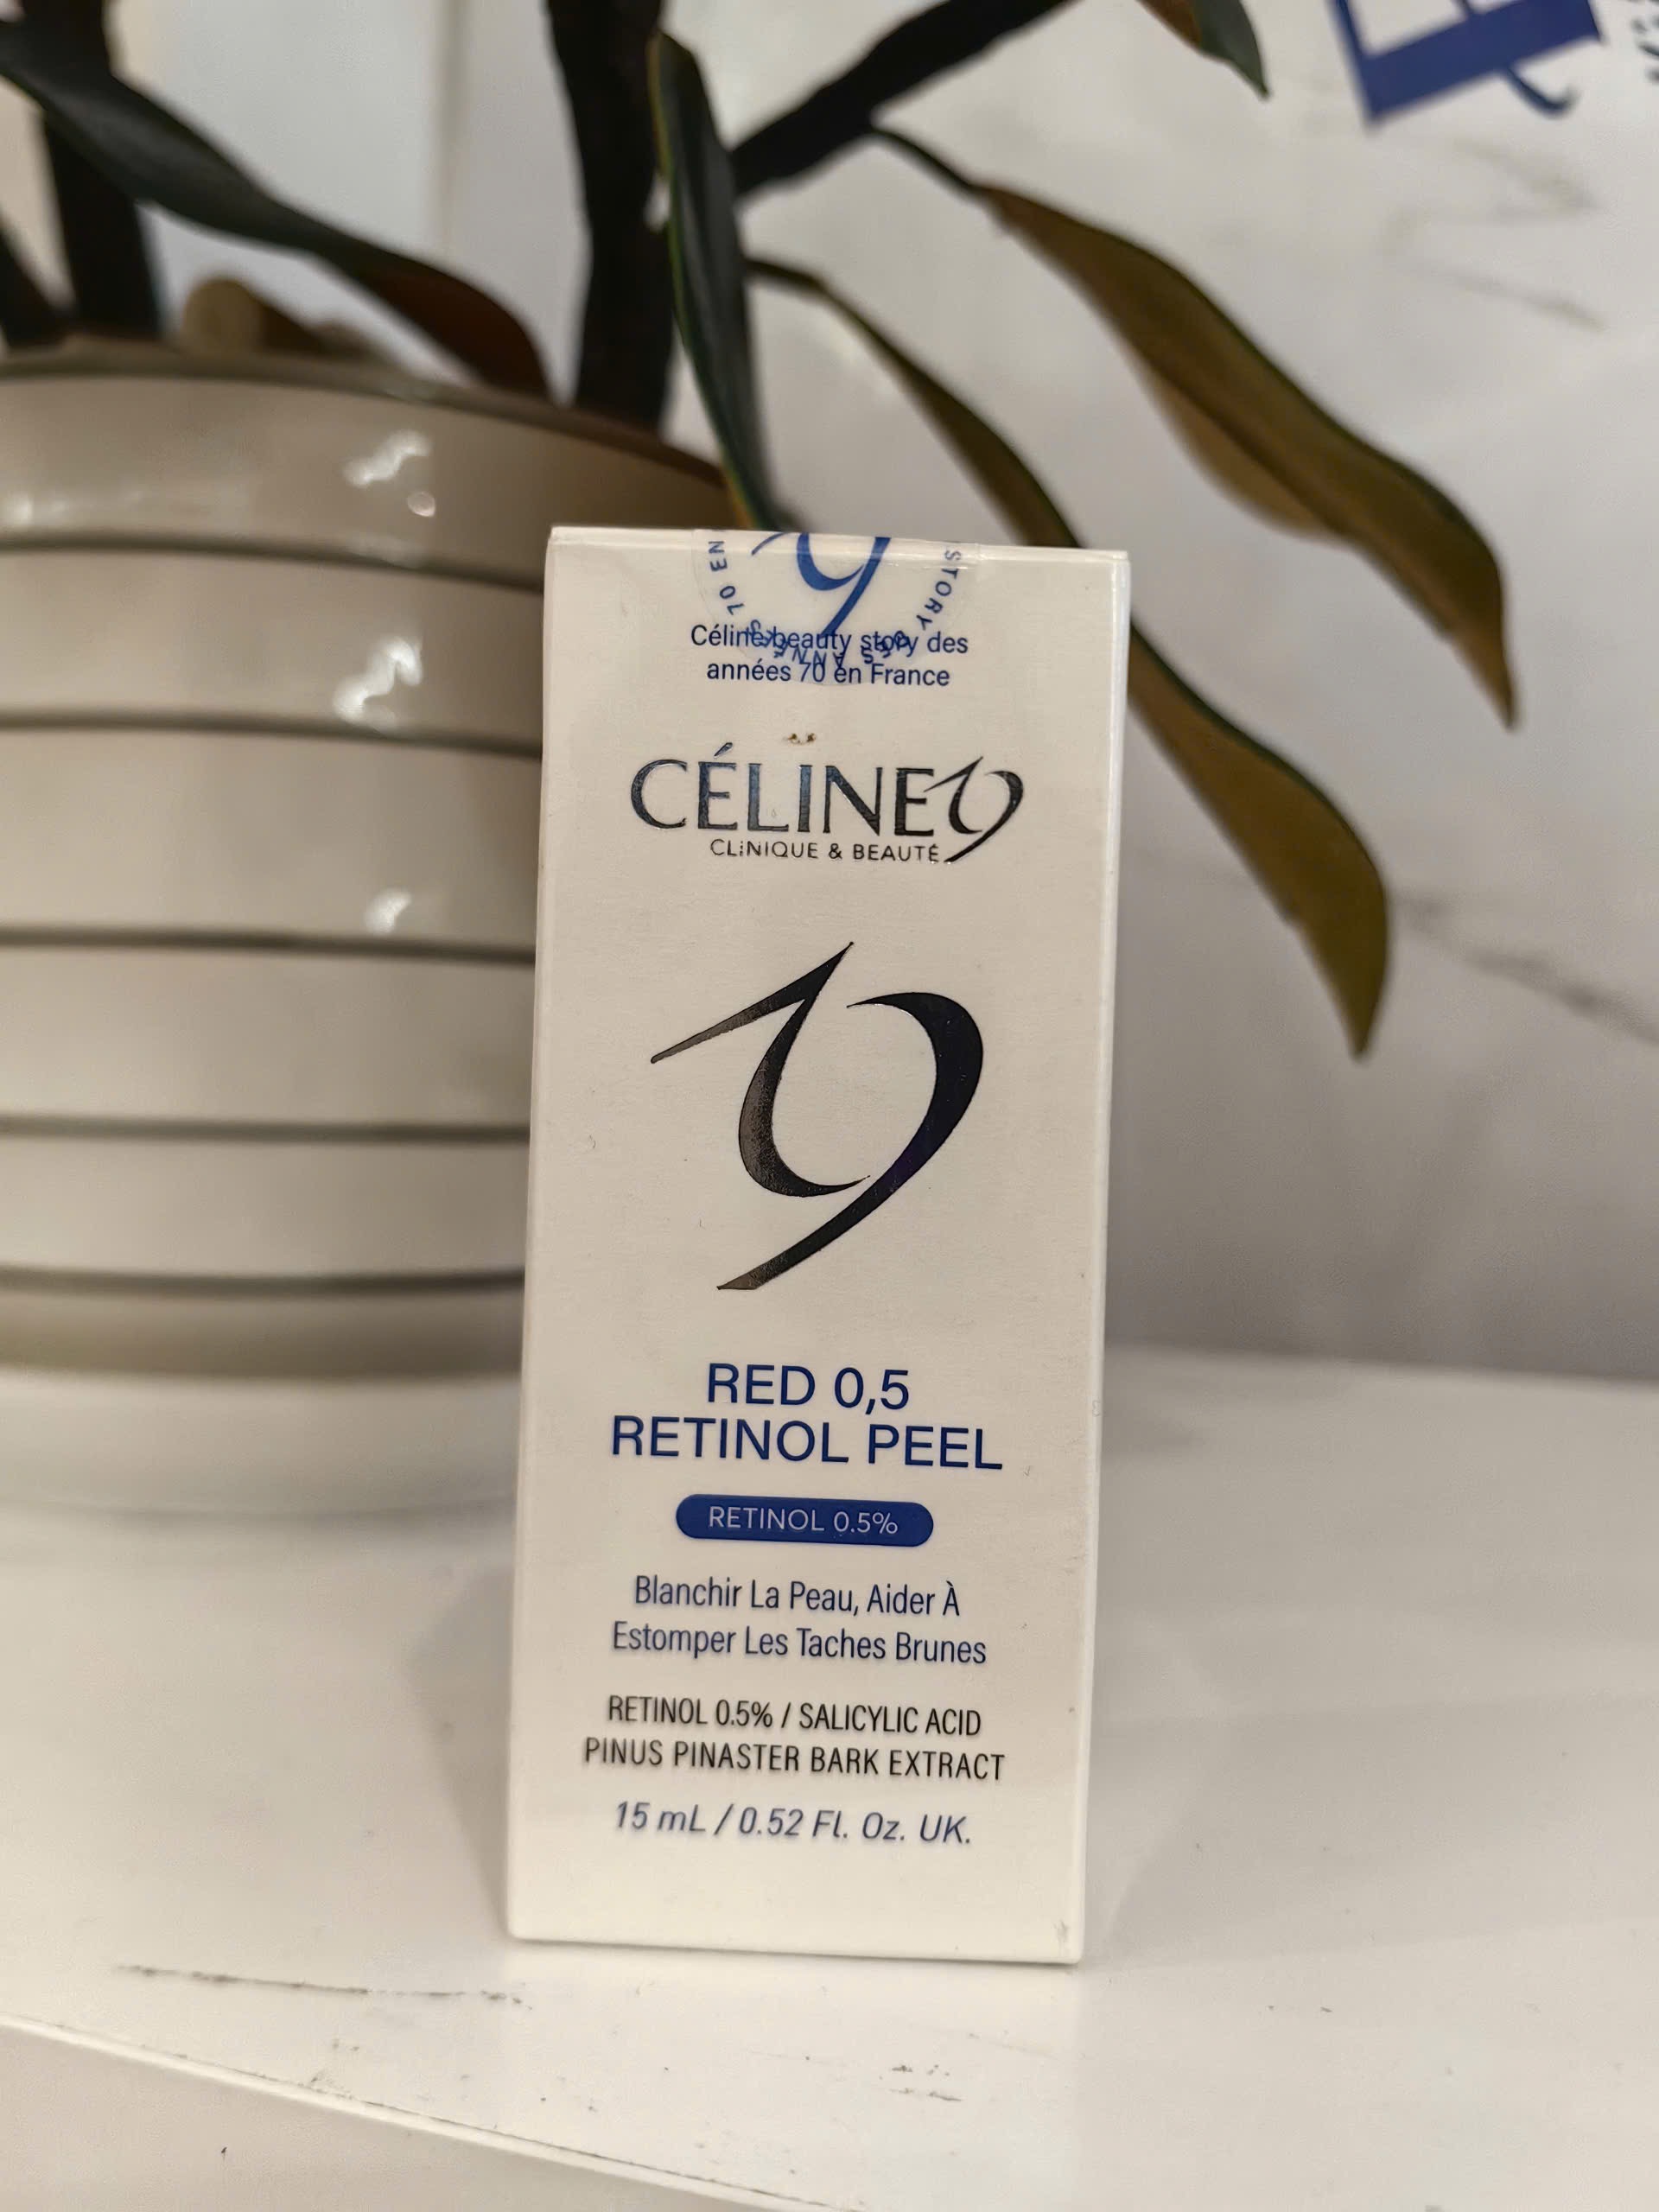 Céline beauty story des
années 70 en France
CÉLINE19
CLINIQUE & BEAUTÉ
19
RED 0,5
RETINOL PEEL
RETINOL 0.5%
Blanchir La Peau, Aider À
Estomper Les Taches Brunes
RETINOL 0.5% / SALICYLIC ACID
PINUS PINASTER BARK EXTRACT
15 mL / 0.52 Fl. Oz. UK.